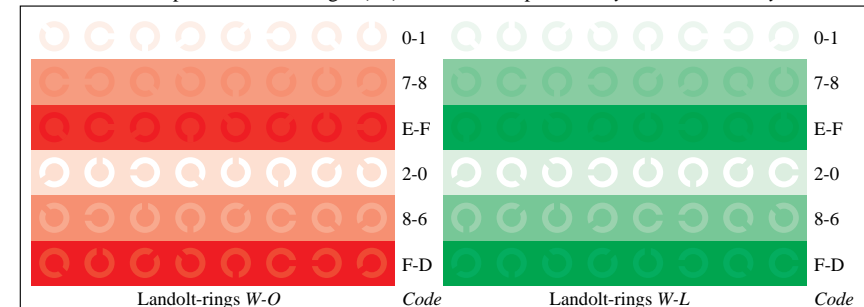 0-1 0-1
7-8 7-8
E-F E-F
2-0 2-0
8-6 8-6
F-D F-D
Landolt-rings W-O Code Landolt-rings W-L Code